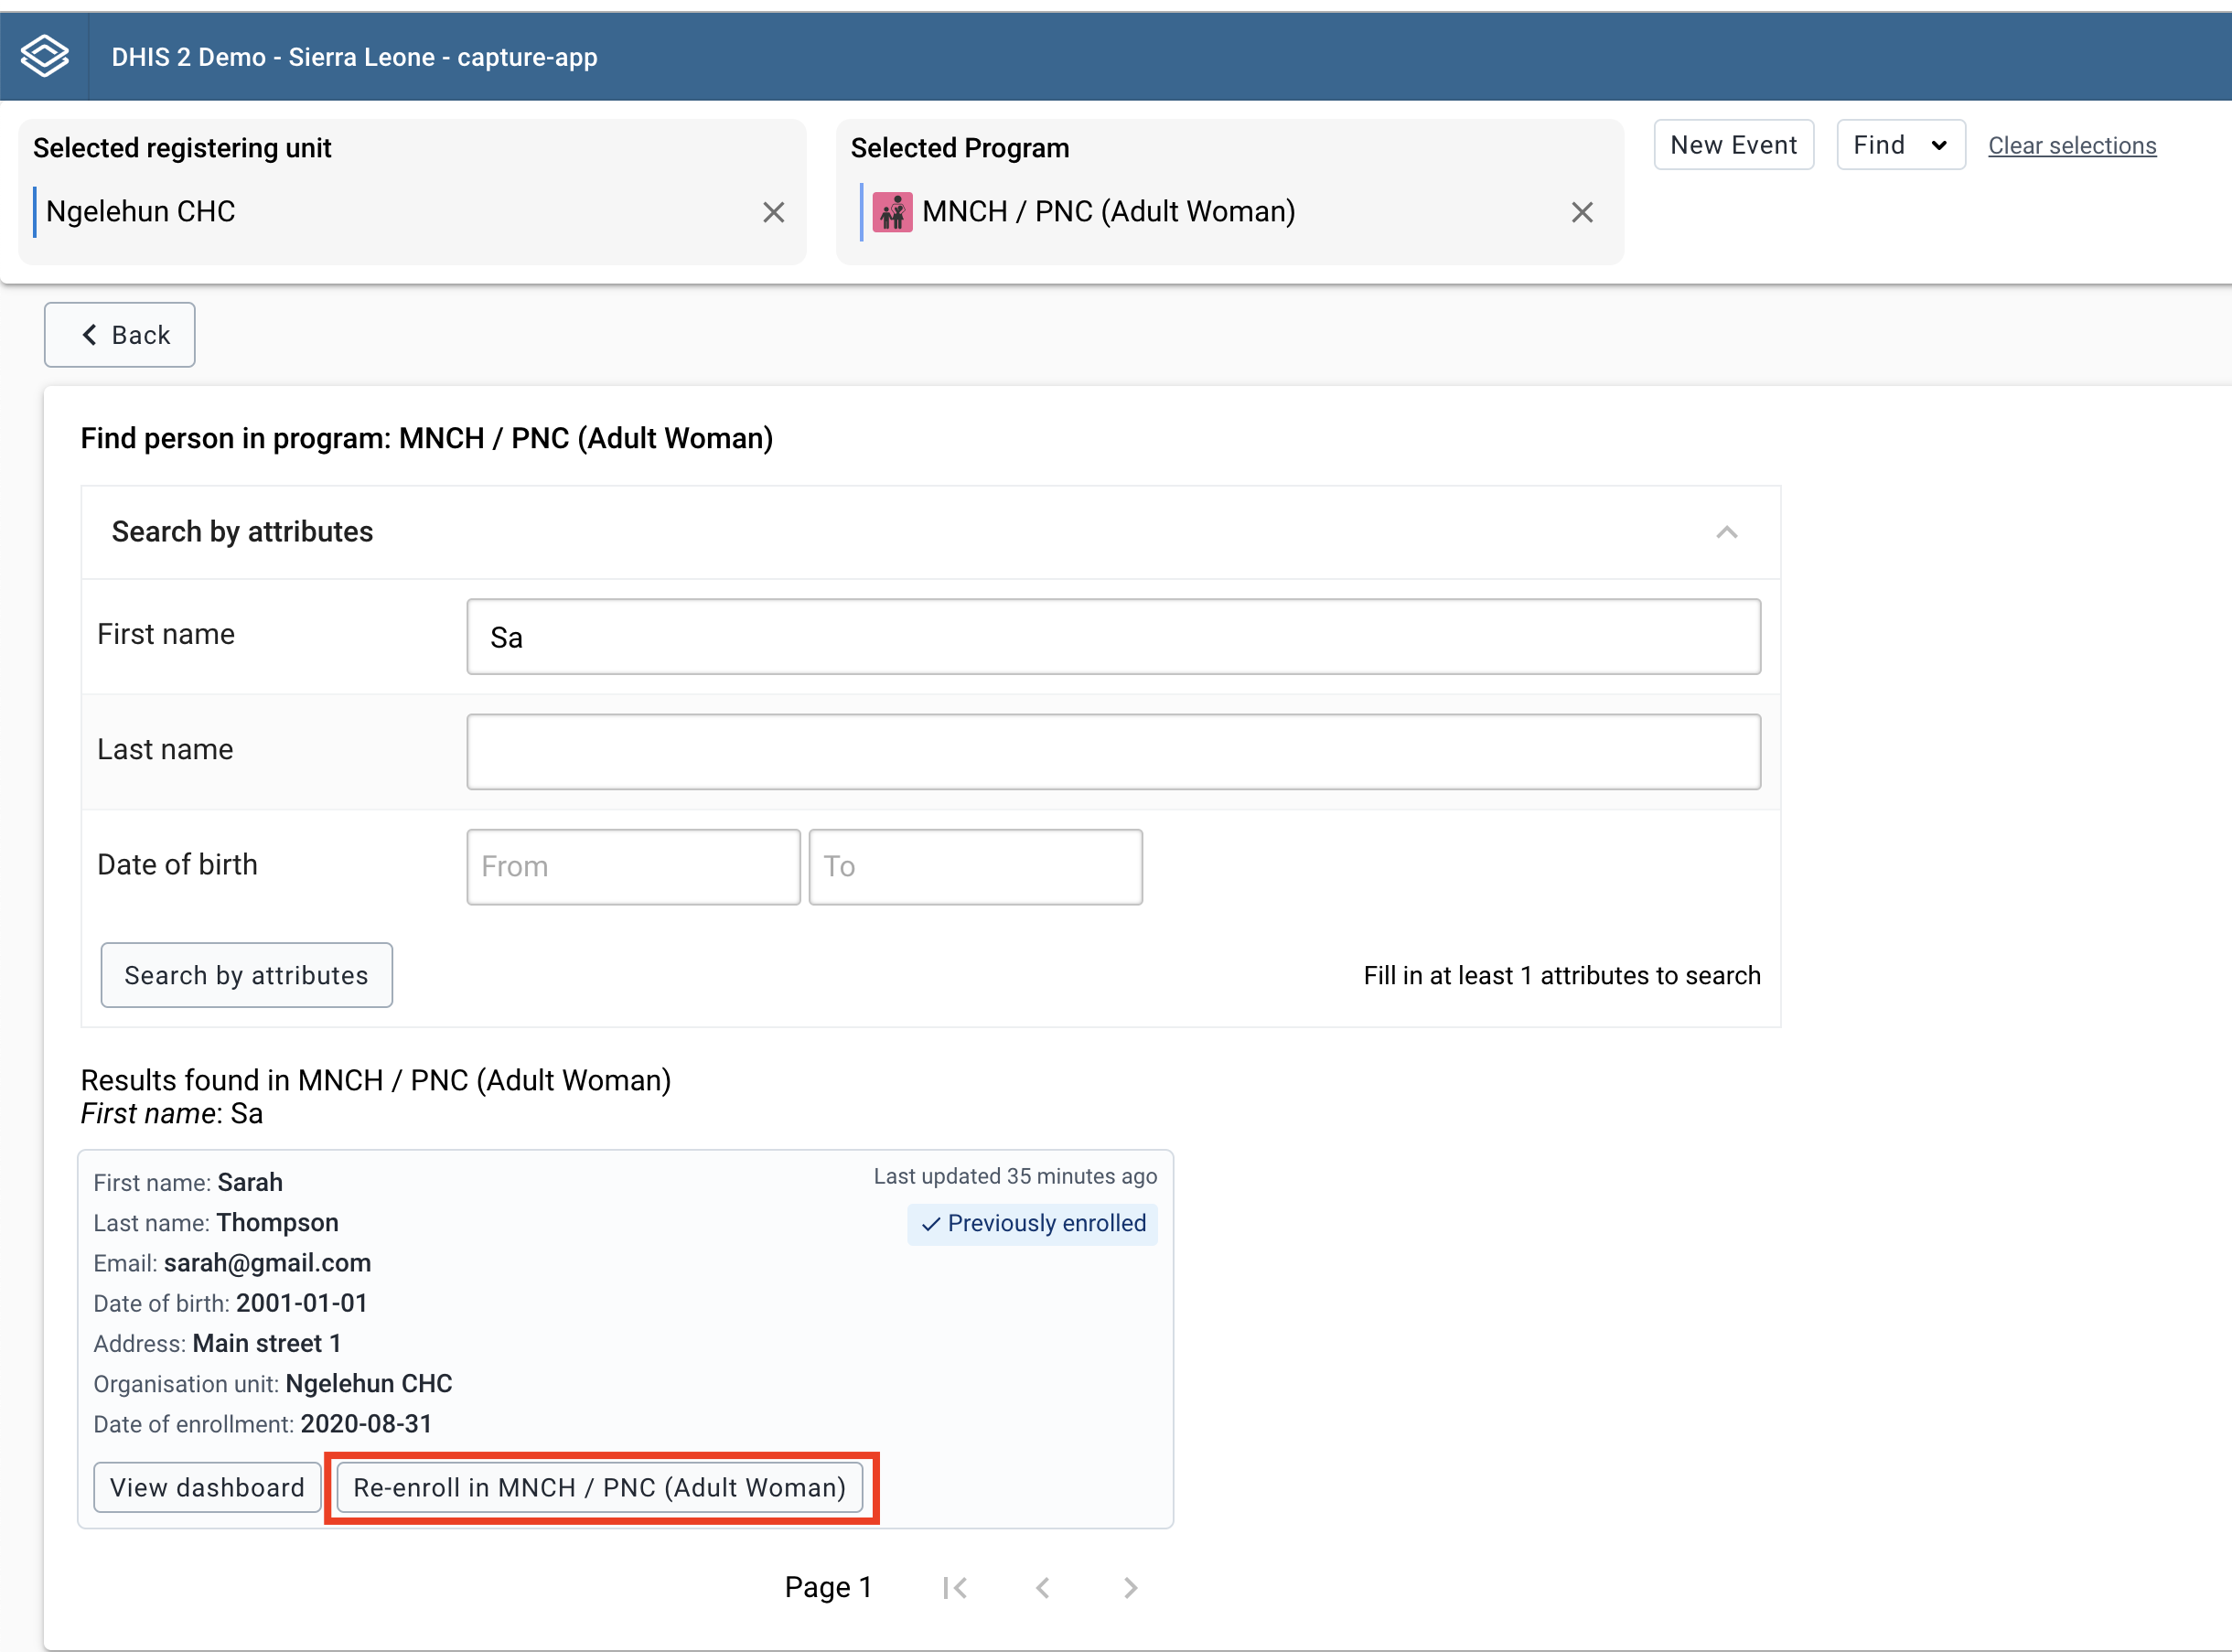 DHIS 2 Demo - Sierra Leone - capture-app
Selected registering unit
Ngelehun CHC
Selected Program
MNCH / PNC (Adult Woman)
New Event
Find
Clear selections
Back
Find person in program: MNCH / PNC (Adult Woman)
Search by attributes
First name
Sa
Last name
Date of birth
From
To
Search by attributes
Fill in at least 1 attributes to search
Results found in MNCH / PNC (Adult Woman)
First name: Sa
First name: Sarah
Last updated 35 minutes ago
Last name: Thompson
Previously enrolled
Email: sarah@gmail.com
Date of birth: 2001-01-01
Address: Main street 1
Organisation unit: Ngelehun CHC
Date of enrollment: 2020-08-31
View dashboard
Re-enroll in MNCH / PNC (Adult Woman)
Page 1